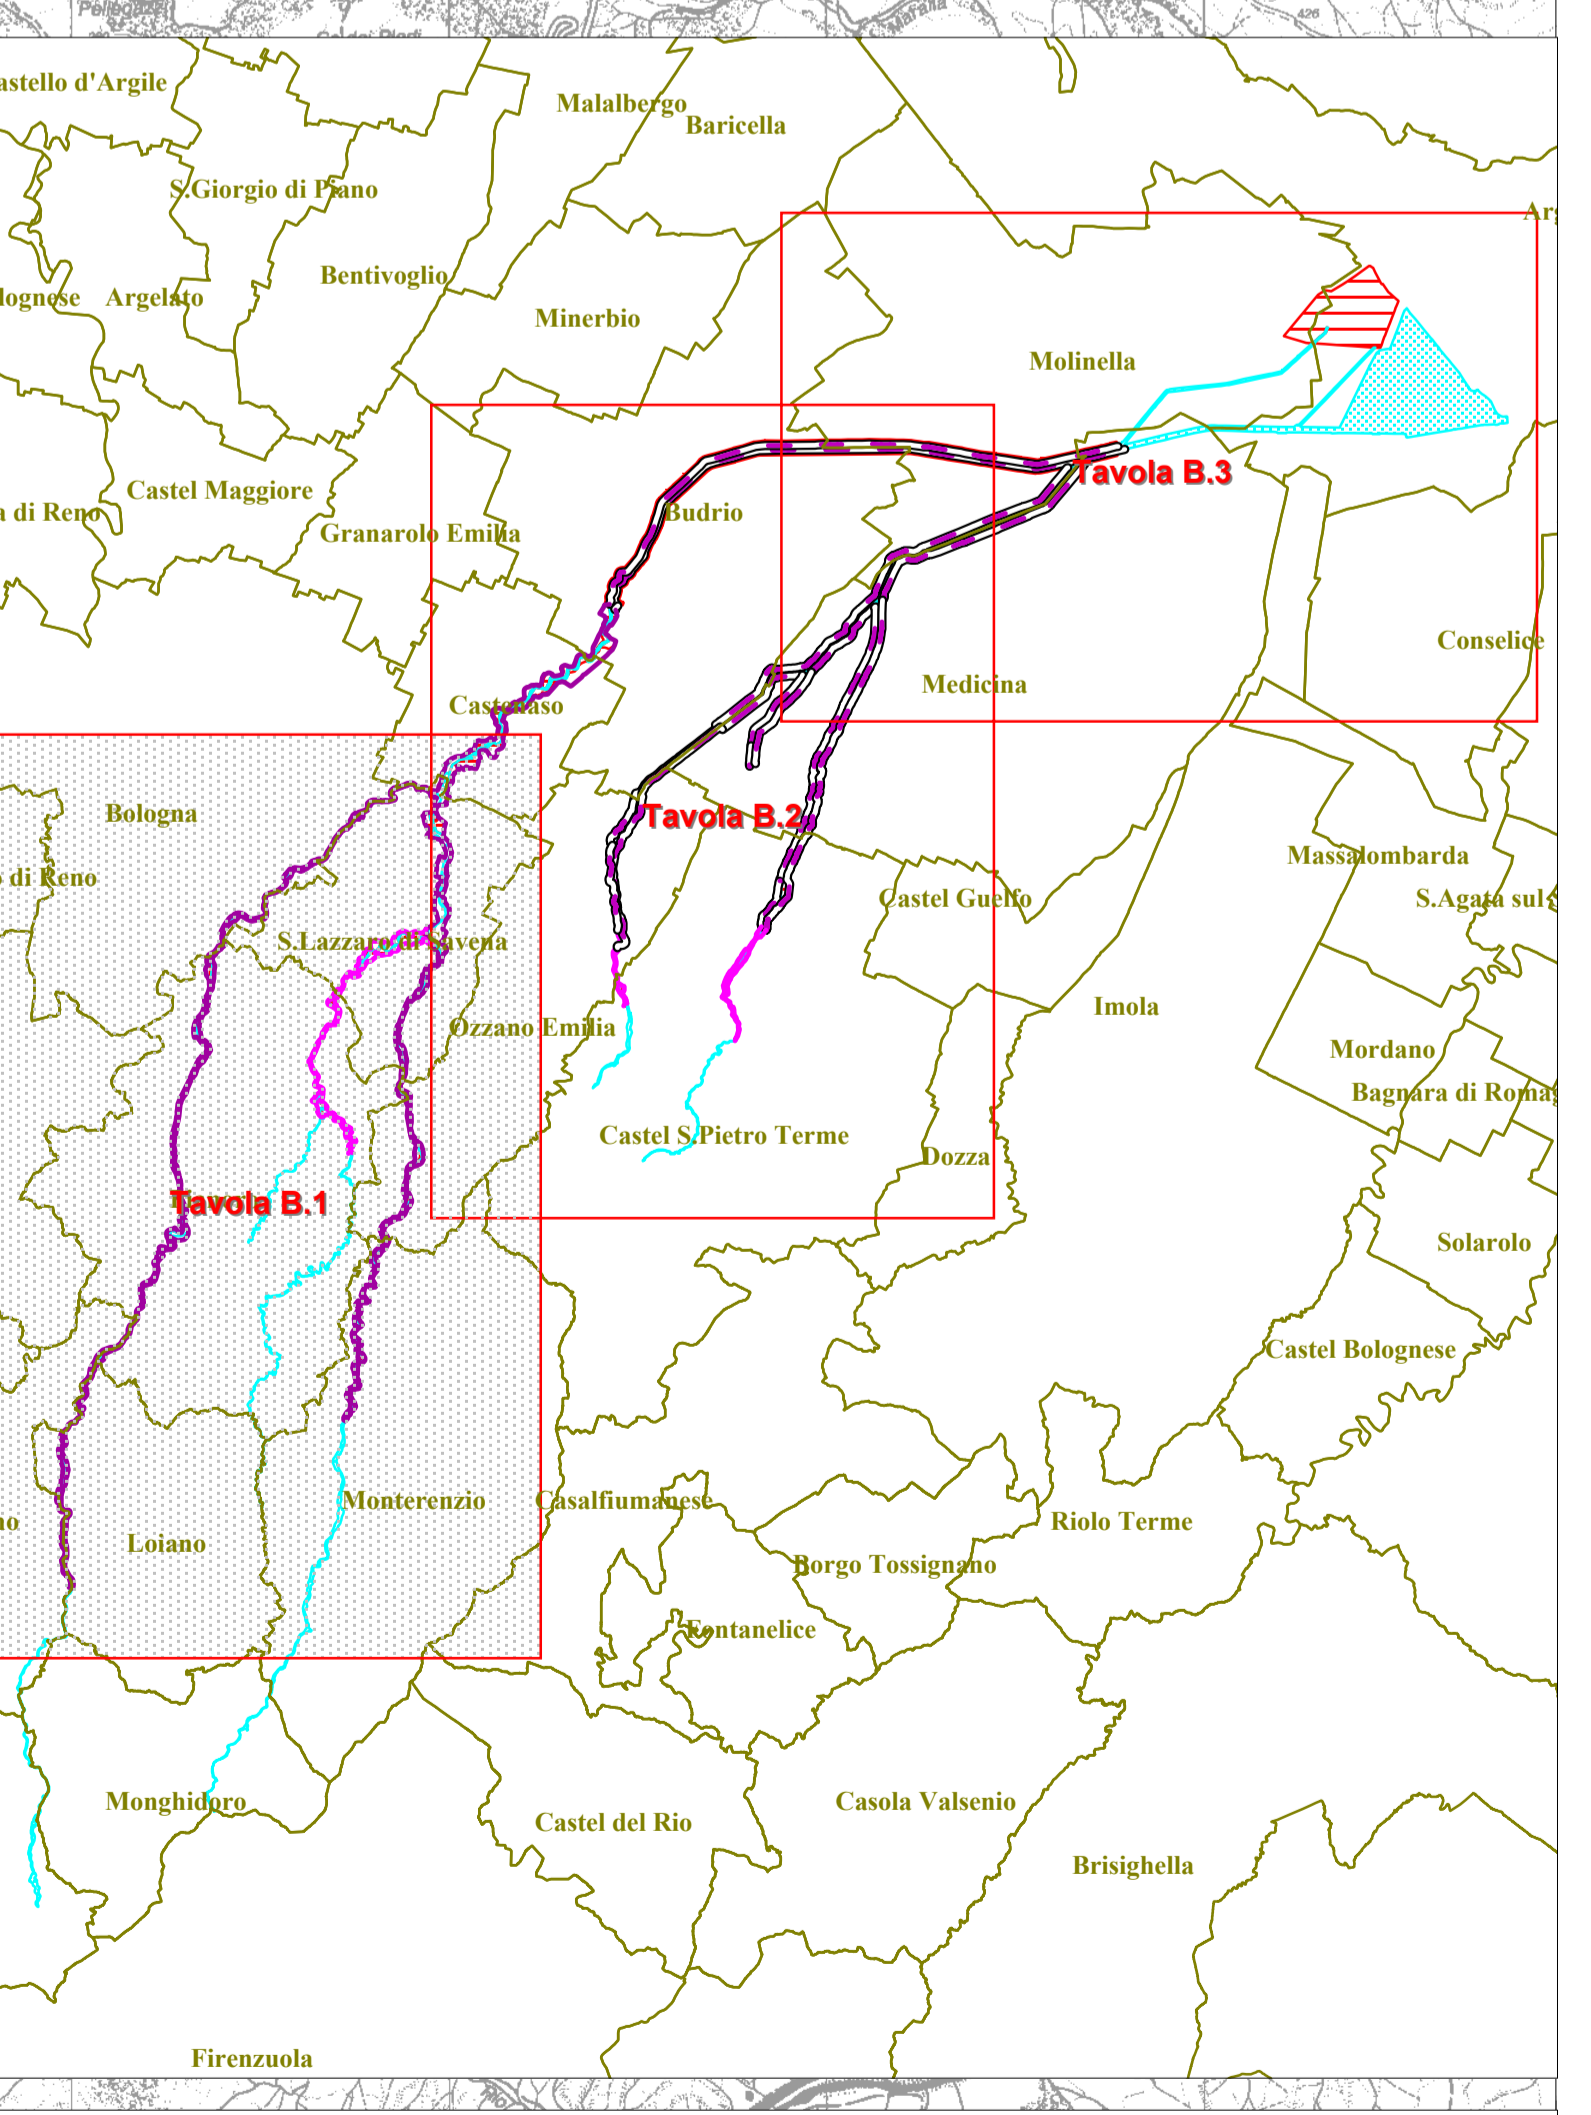 426
astello d'Argile
Malalbergo
Baricella
S.Giorgio di Piano
Bentivoglio
lognese
Argelato
Minerbio
Molinella
Castel Maggiore
a di Reno
Granarolo Emilia
Budrio
Tavola B.3
Conselice
Medicina
Castenaso
Bologna
Tavola B.2
di Reno
Massalombarda
Castel Guelfo
S.Agata sul
S.Lazzaro di Savena
Imola
Ozzano Emilia
Mordano
Bagnara di Romag
Castel S.Pietro Terme
Dozza
Tavola B.1
Solarolo
Castel Bolognese
Monterenzio
Casalfiumanese
no
Riolo Terme
Loiano
Borgo Tossignano
Fontanelice
Monghidoro
Castel del Rio
Casola Valsenio
Brisighella
Firenzuola